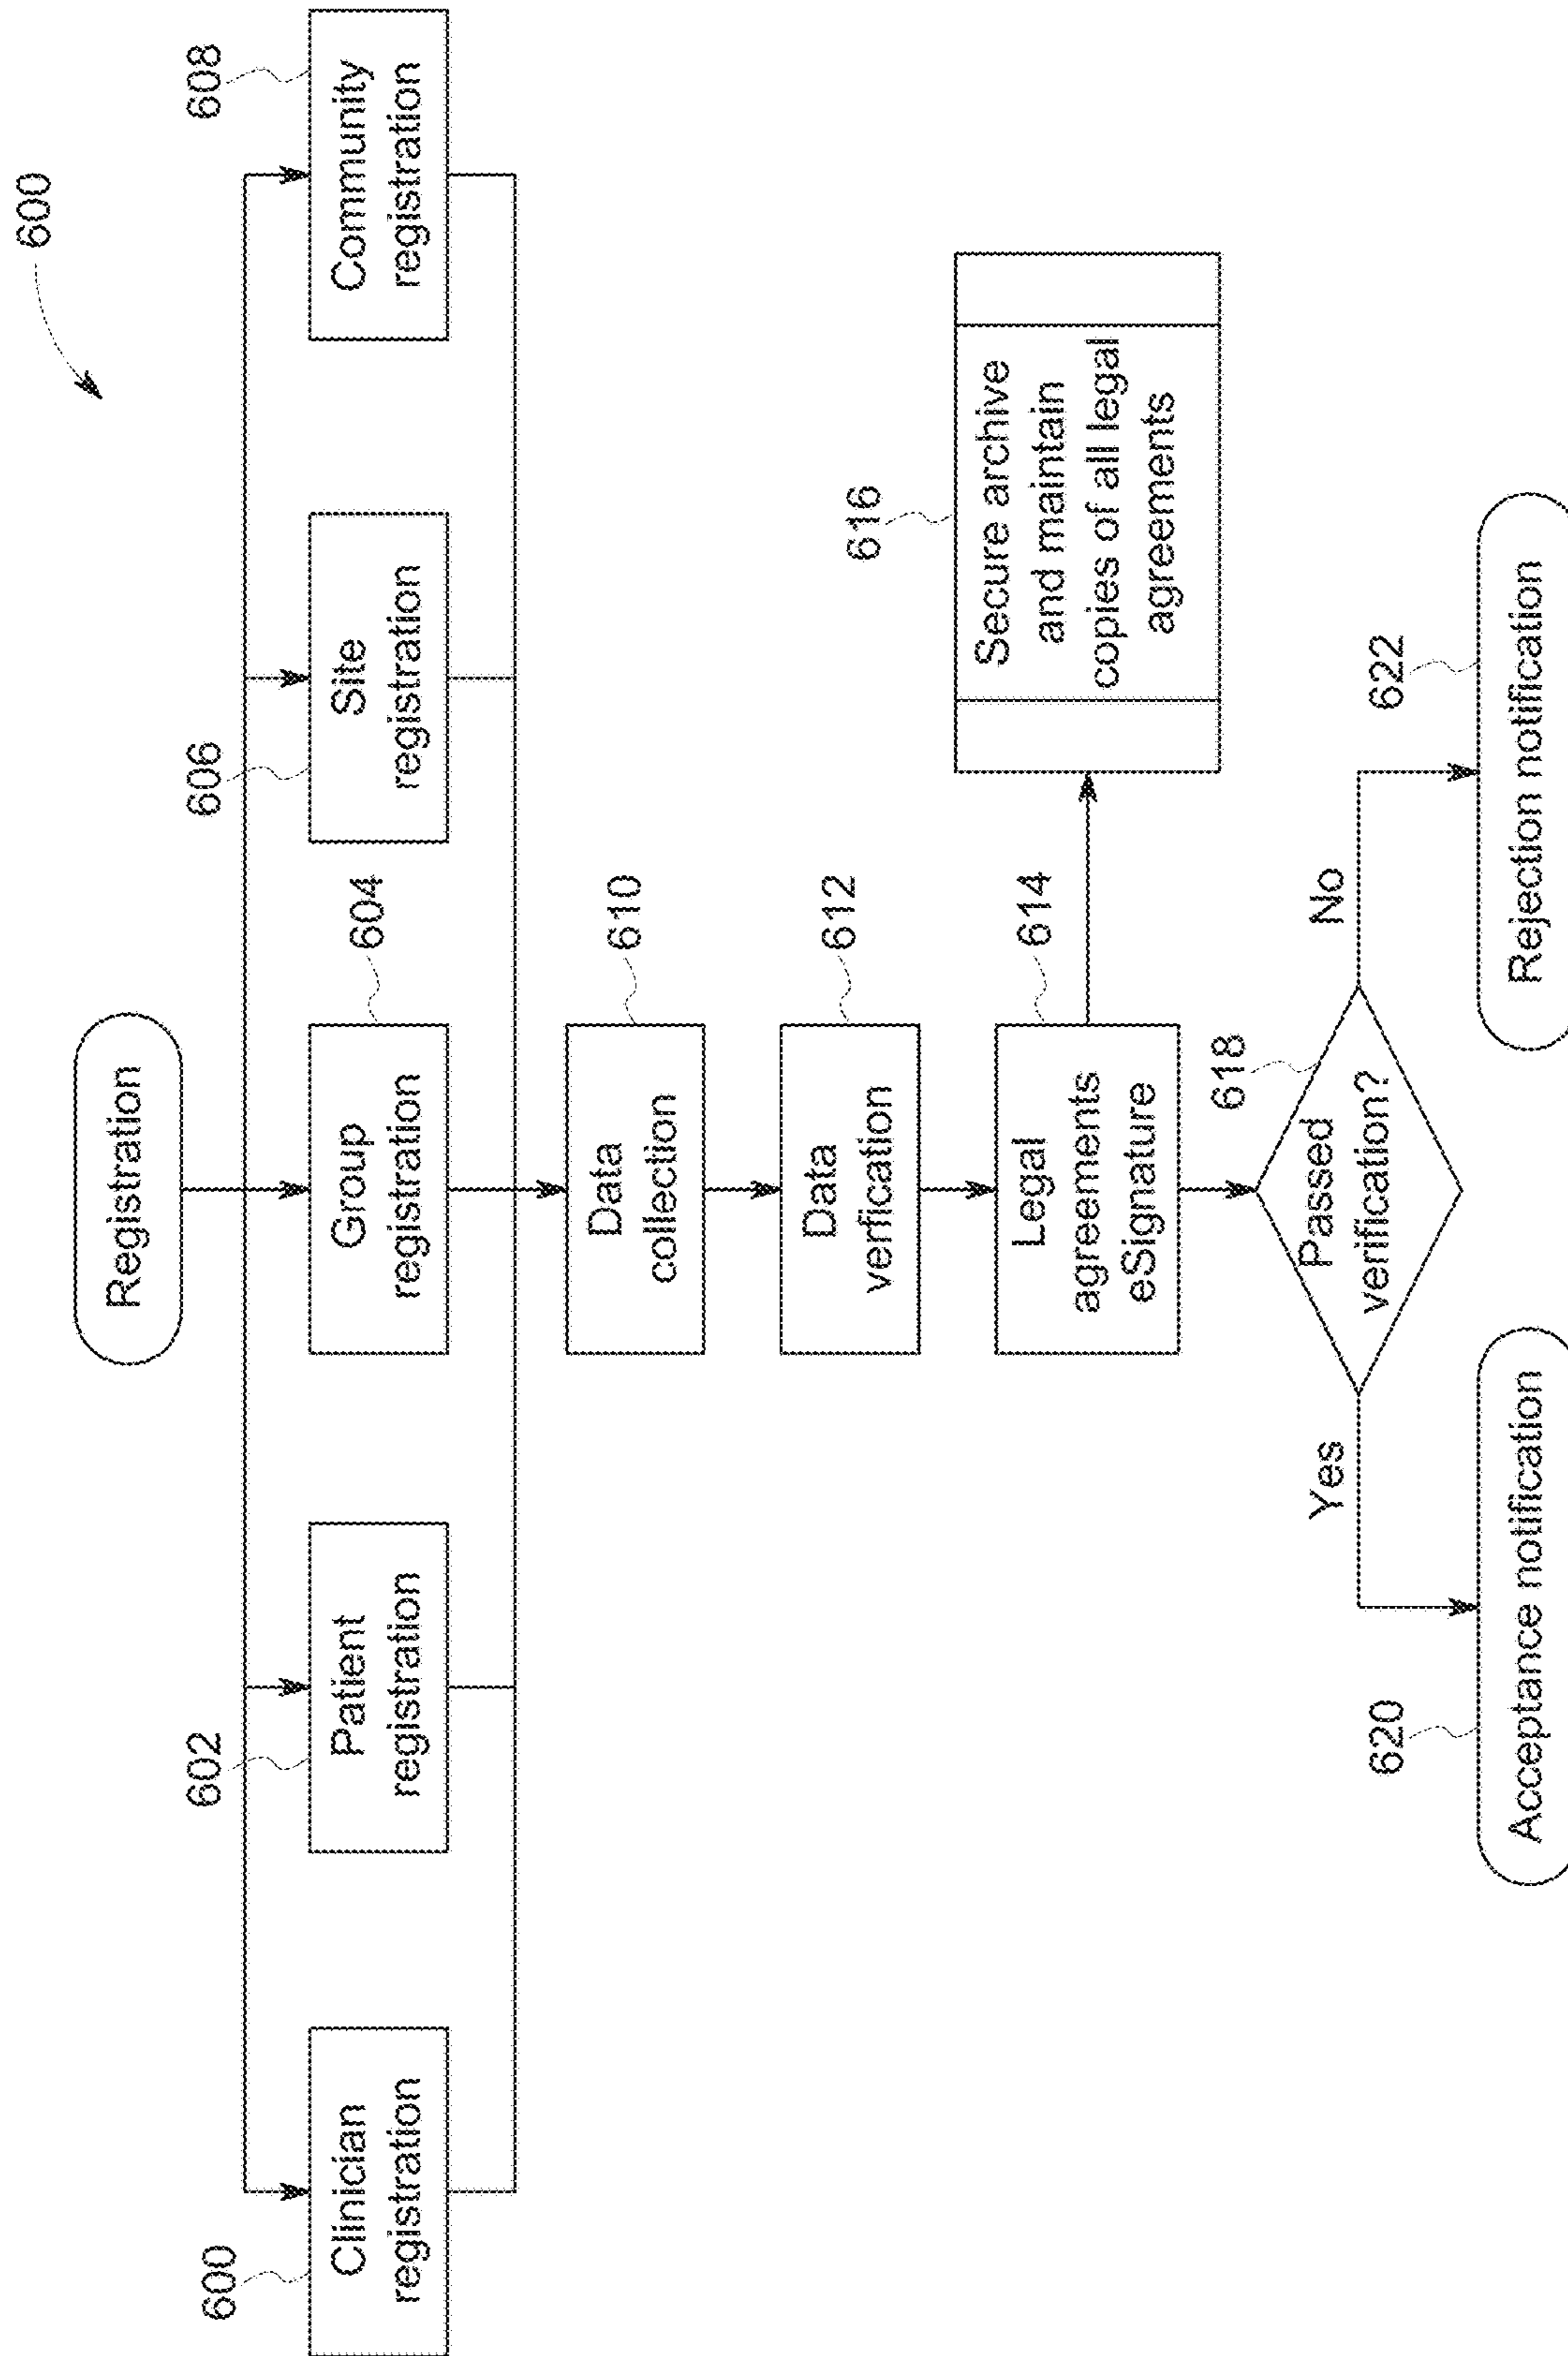 600
Registration
600
Clinician
registration
602
Patient
registration
604
Group
registration
606
Site
registration
608
Community
registration
610
Data
collection
612
Data
verfication
614
Legal
agreements
eSignature
616
Secure archive
and maintain
copies of all legal
agreements
618
Passed
verification?
Yes
No
620
Acceptance notification
622
Rejection notification